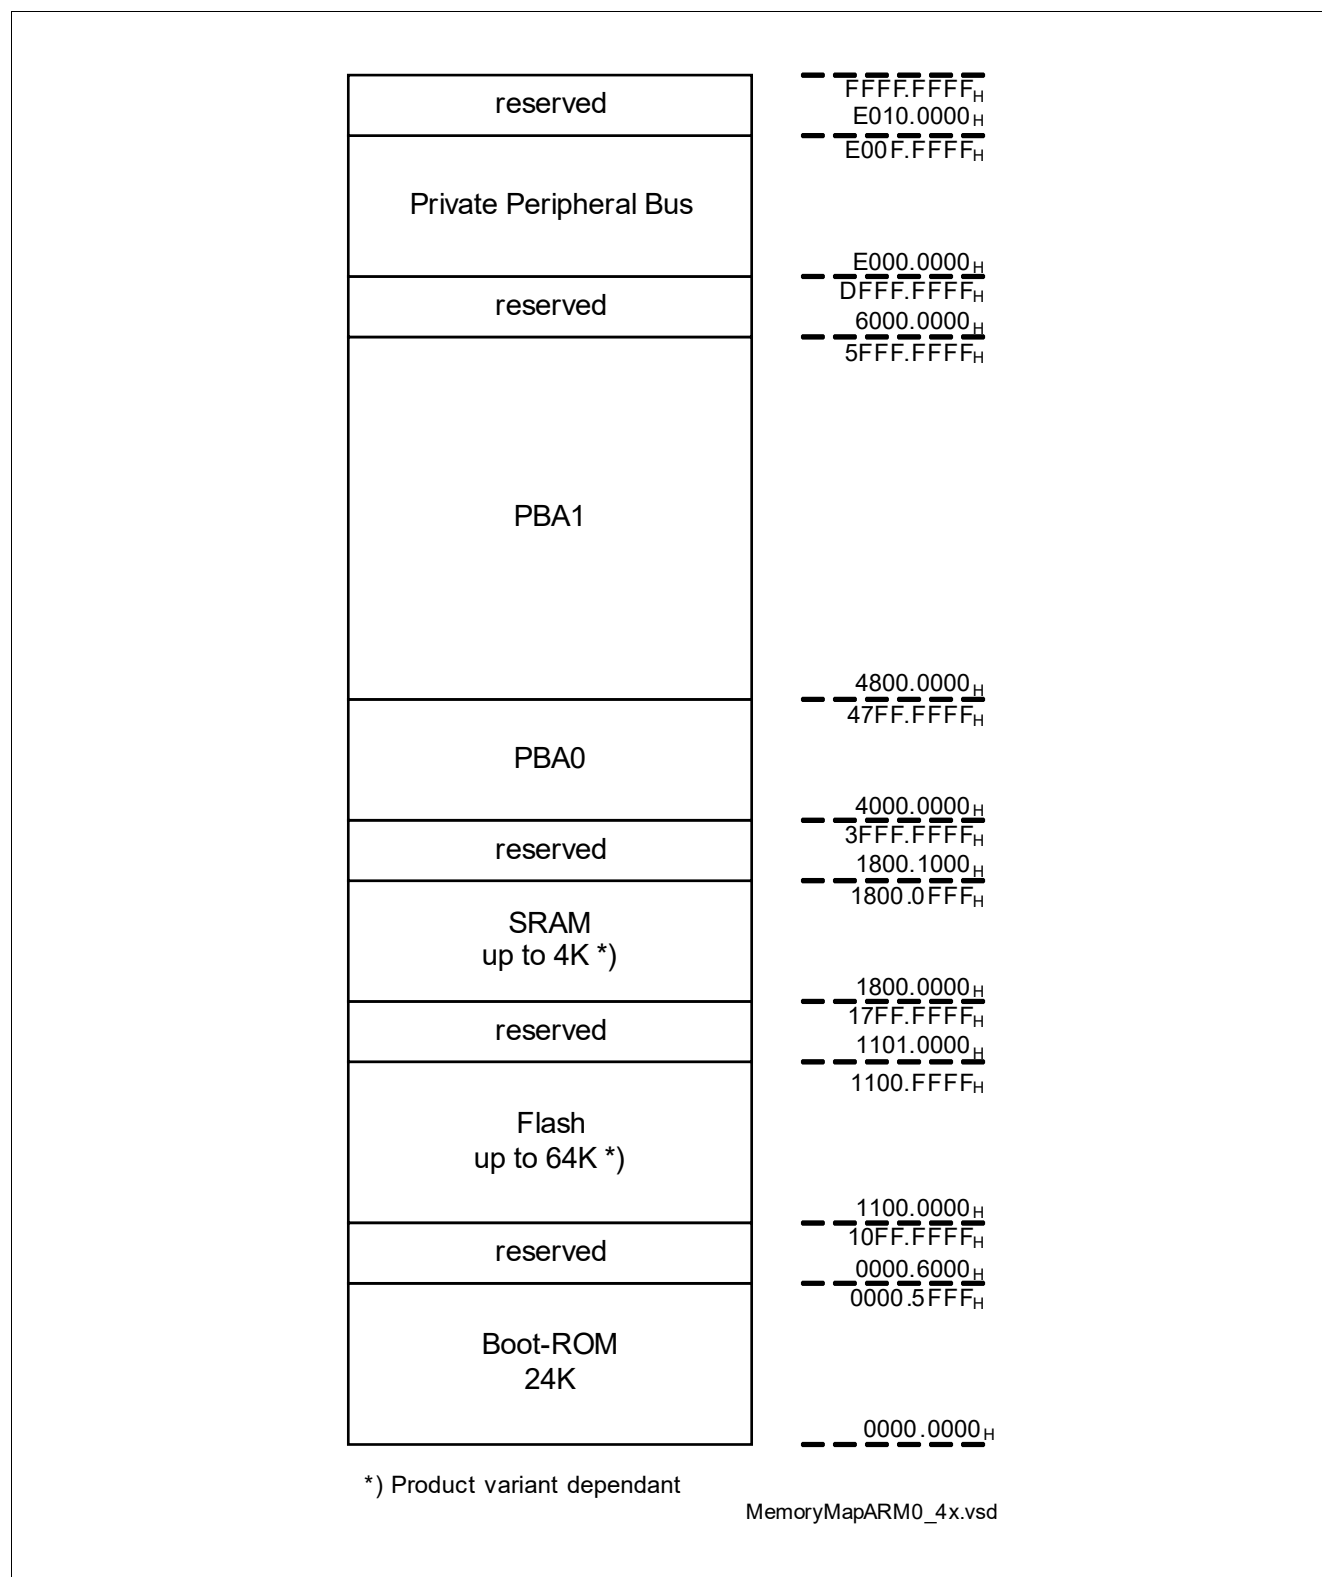 reserved
FFFF.FFFFH
E010.0000H
E00F.FFFFH
Private Peripheral Bus
E000.0000H
DFFF.FFFFH
reserved
6000.0000H
5FFF.FFFFH
PBA1
4800.0000H
47FF.FFFFH
PBA0
4000.0000H
3FFF.FFFFH
reserved
1800.1000H
1800.0FFFH
SRAM
up to 4K *)
1800.0000H
17FF.FFFFH
reserved
1101.0000H
1100.FFFFH
Flash
up to 64K *)
1100.0000H
10FF.FFFFH
reserved
0000.6000H
0000.5FFFH
Boot-ROM
24K
0000.0000H
*) Product variant dependant
MemoryMapARM0_4x.vsd